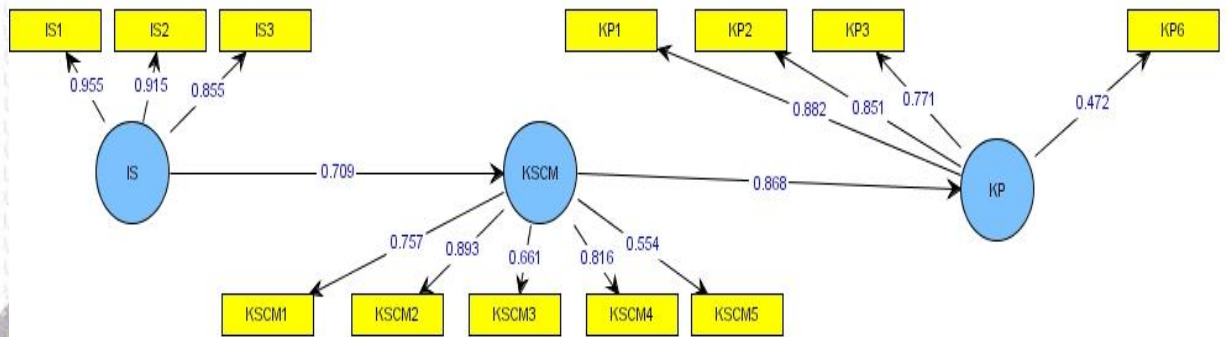 IS1
IS2
IS3
KP1
KP2
KP3
KP6
0.955
0.915
0.855
0.882
0.851
0.771
0.472
IS
0.709
KSCM
0.868
KP
0.757
0.893
0.661
0.816
0.554
KSCM1
KSCM2
KSCM3
KSCM4
KSCM5